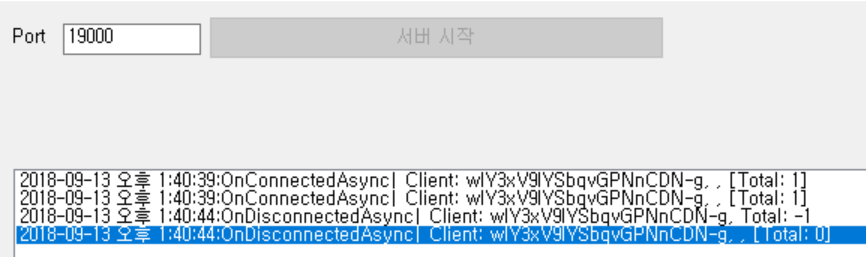 Port 19000 서버 시작
2018-09-13 오후 1:40:39:OnConnectedAsync| Client: wlY3xV9lYSbqvGPNnCDN-g, , [Total: 1]
2018-09-13 오후 1:40:39:OnConnectedAsync| Client: wlY3xV9lYSbqvGPNnCDN-g, , [Total: 1]
2018-09-13 오후 1:40:44:OnDisconnectedAsync| Client: wlY3xV9lYSbqvGPNnCDN-g, Total: -1
2018-09-13 오후 1:40:44:OnDisconnectedAsync| Client: wlY3xV9lYSbqvGPNnCDN-g, , [Total: 0]